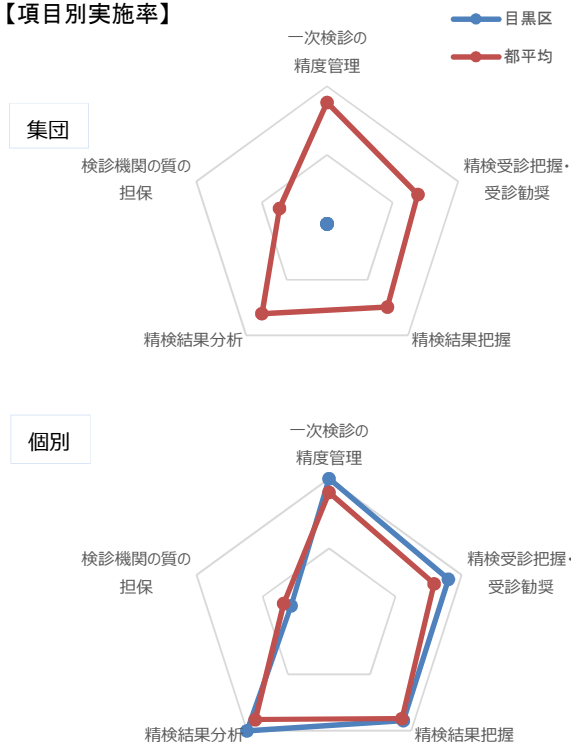 【項目別実施率】
目黒区
都平均
集団
一次検診の
精度管理
精検受診把握・
受診勧奨
検診機関の質の
担保
精検結果分析
精検結果把握
個別
一次検診の
精度管理
精検受診把握・
受診勧奨
検診機関の質の
担保
精検結果分析
精検結果把握